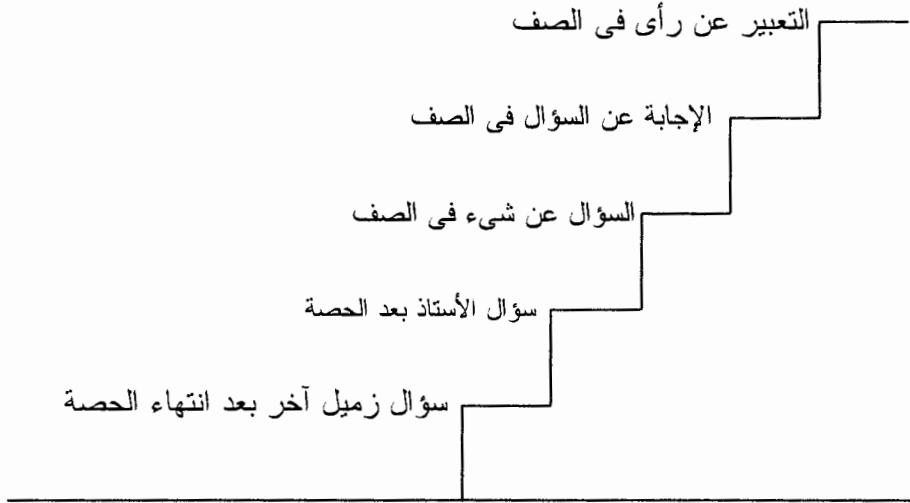 التعبير عن رأى فى الصف
الإجابة عن السؤال فى الصف
السؤال عن شىء فى الصف
سؤال الأستاذ بعد الحصة
سؤال زميل آخر بعد انتهاء الحصة